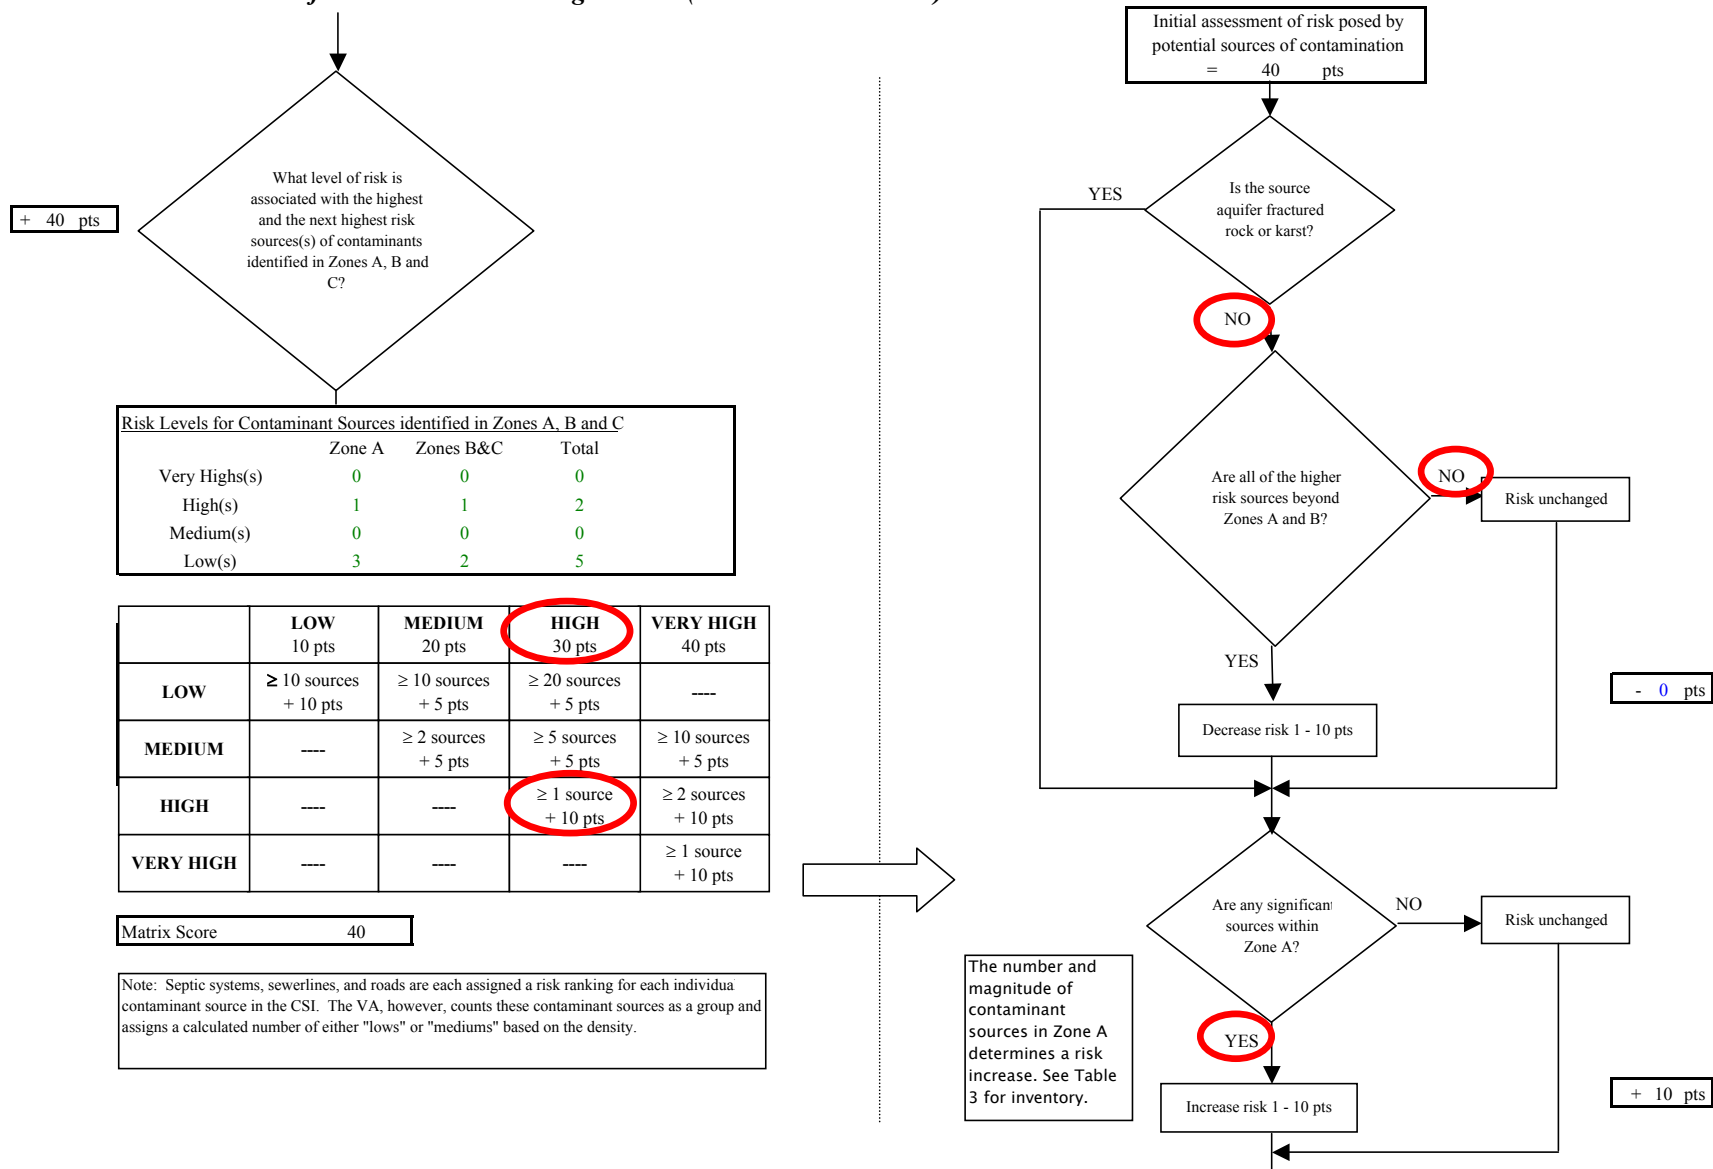 What level of risk is
associated with the highest
and the next highest risk
sources(s) of contaminants
identified in Zones A, B and
C?
+ 40 pts
Risk Levels for Contaminant Sources identified in Zones A, B and C
Zone A Zones B&C Total
Very Highs(s) 0 0 0
High(s) 1 1 2
Medium(s) 0 0 0
Low(s) 3 2 5
LOW MEDIUM HIGH VERY HIGH
10 pts 20 pts 30 pts 40 pts
LOW ≥ 10 sources ≥ 10 sources ≥ 20 sources ----
+ 10 pts + 5 pts + 5 pts
MEDIUM ---- ≥ 2 sources ≥ 5 sources ≥ 10 sources
+ 5 pts + 5 pts + 5 pts
HIGH ---- ---- ≥ 1 source ≥ 2 sources
+ 10 pts + 10 pts
VERY HIGH ---- ---- ---- ≥ 1 source
+ 10 pts
Matrix Score 40
Note: Septic systems, sewerlines, and roads are each assigned a risk ranking for each individua
contaminant source in the CSI. The VA, however, counts these contaminant sources as a group and
assigns a calculated number of either "lows" or "mediums" based on the density.
Initial assessment of risk posed by
potential sources of contamination
= 40 pts
Is the source
aquifer fractured
rock or karst?
YES
NO
Are all of the higher
risk sources beyond
Zones A and B?
NO
Risk unchanged
YES
- 0 pts
Decrease risk 1 - 10 pts
Are any significant
sources within
Zone A?
NO
Risk unchanged
The number and
magnitude of
contaminant
sources in Zone A
determines a risk
increase. See Table
3 for inventory.
YES
+ 10 pts
Increase risk 1 - 10 pts